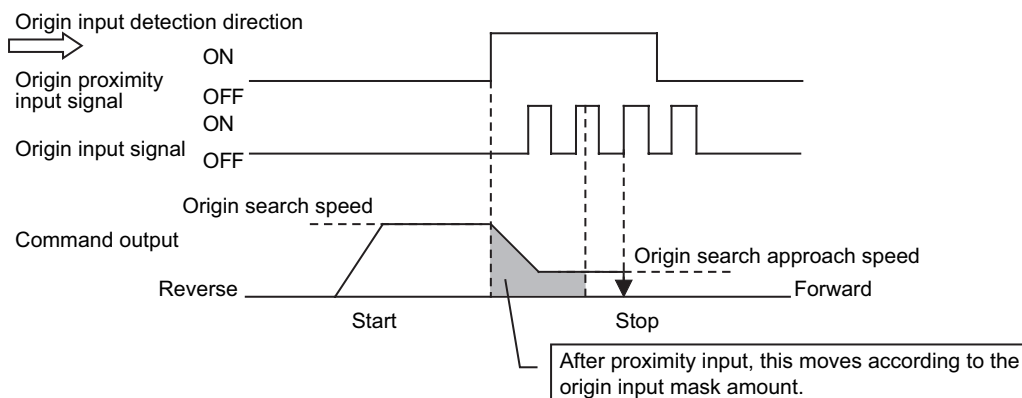 Origin input detection direction
ON
Origin proximity
input signal
OFF
ON
Origin input signal
OFF
Origin search speed
Command output
Origin search approach speed
Reverse
Forward
Start
Stop
After proximity input, this moves according to the
origin input mask amount.